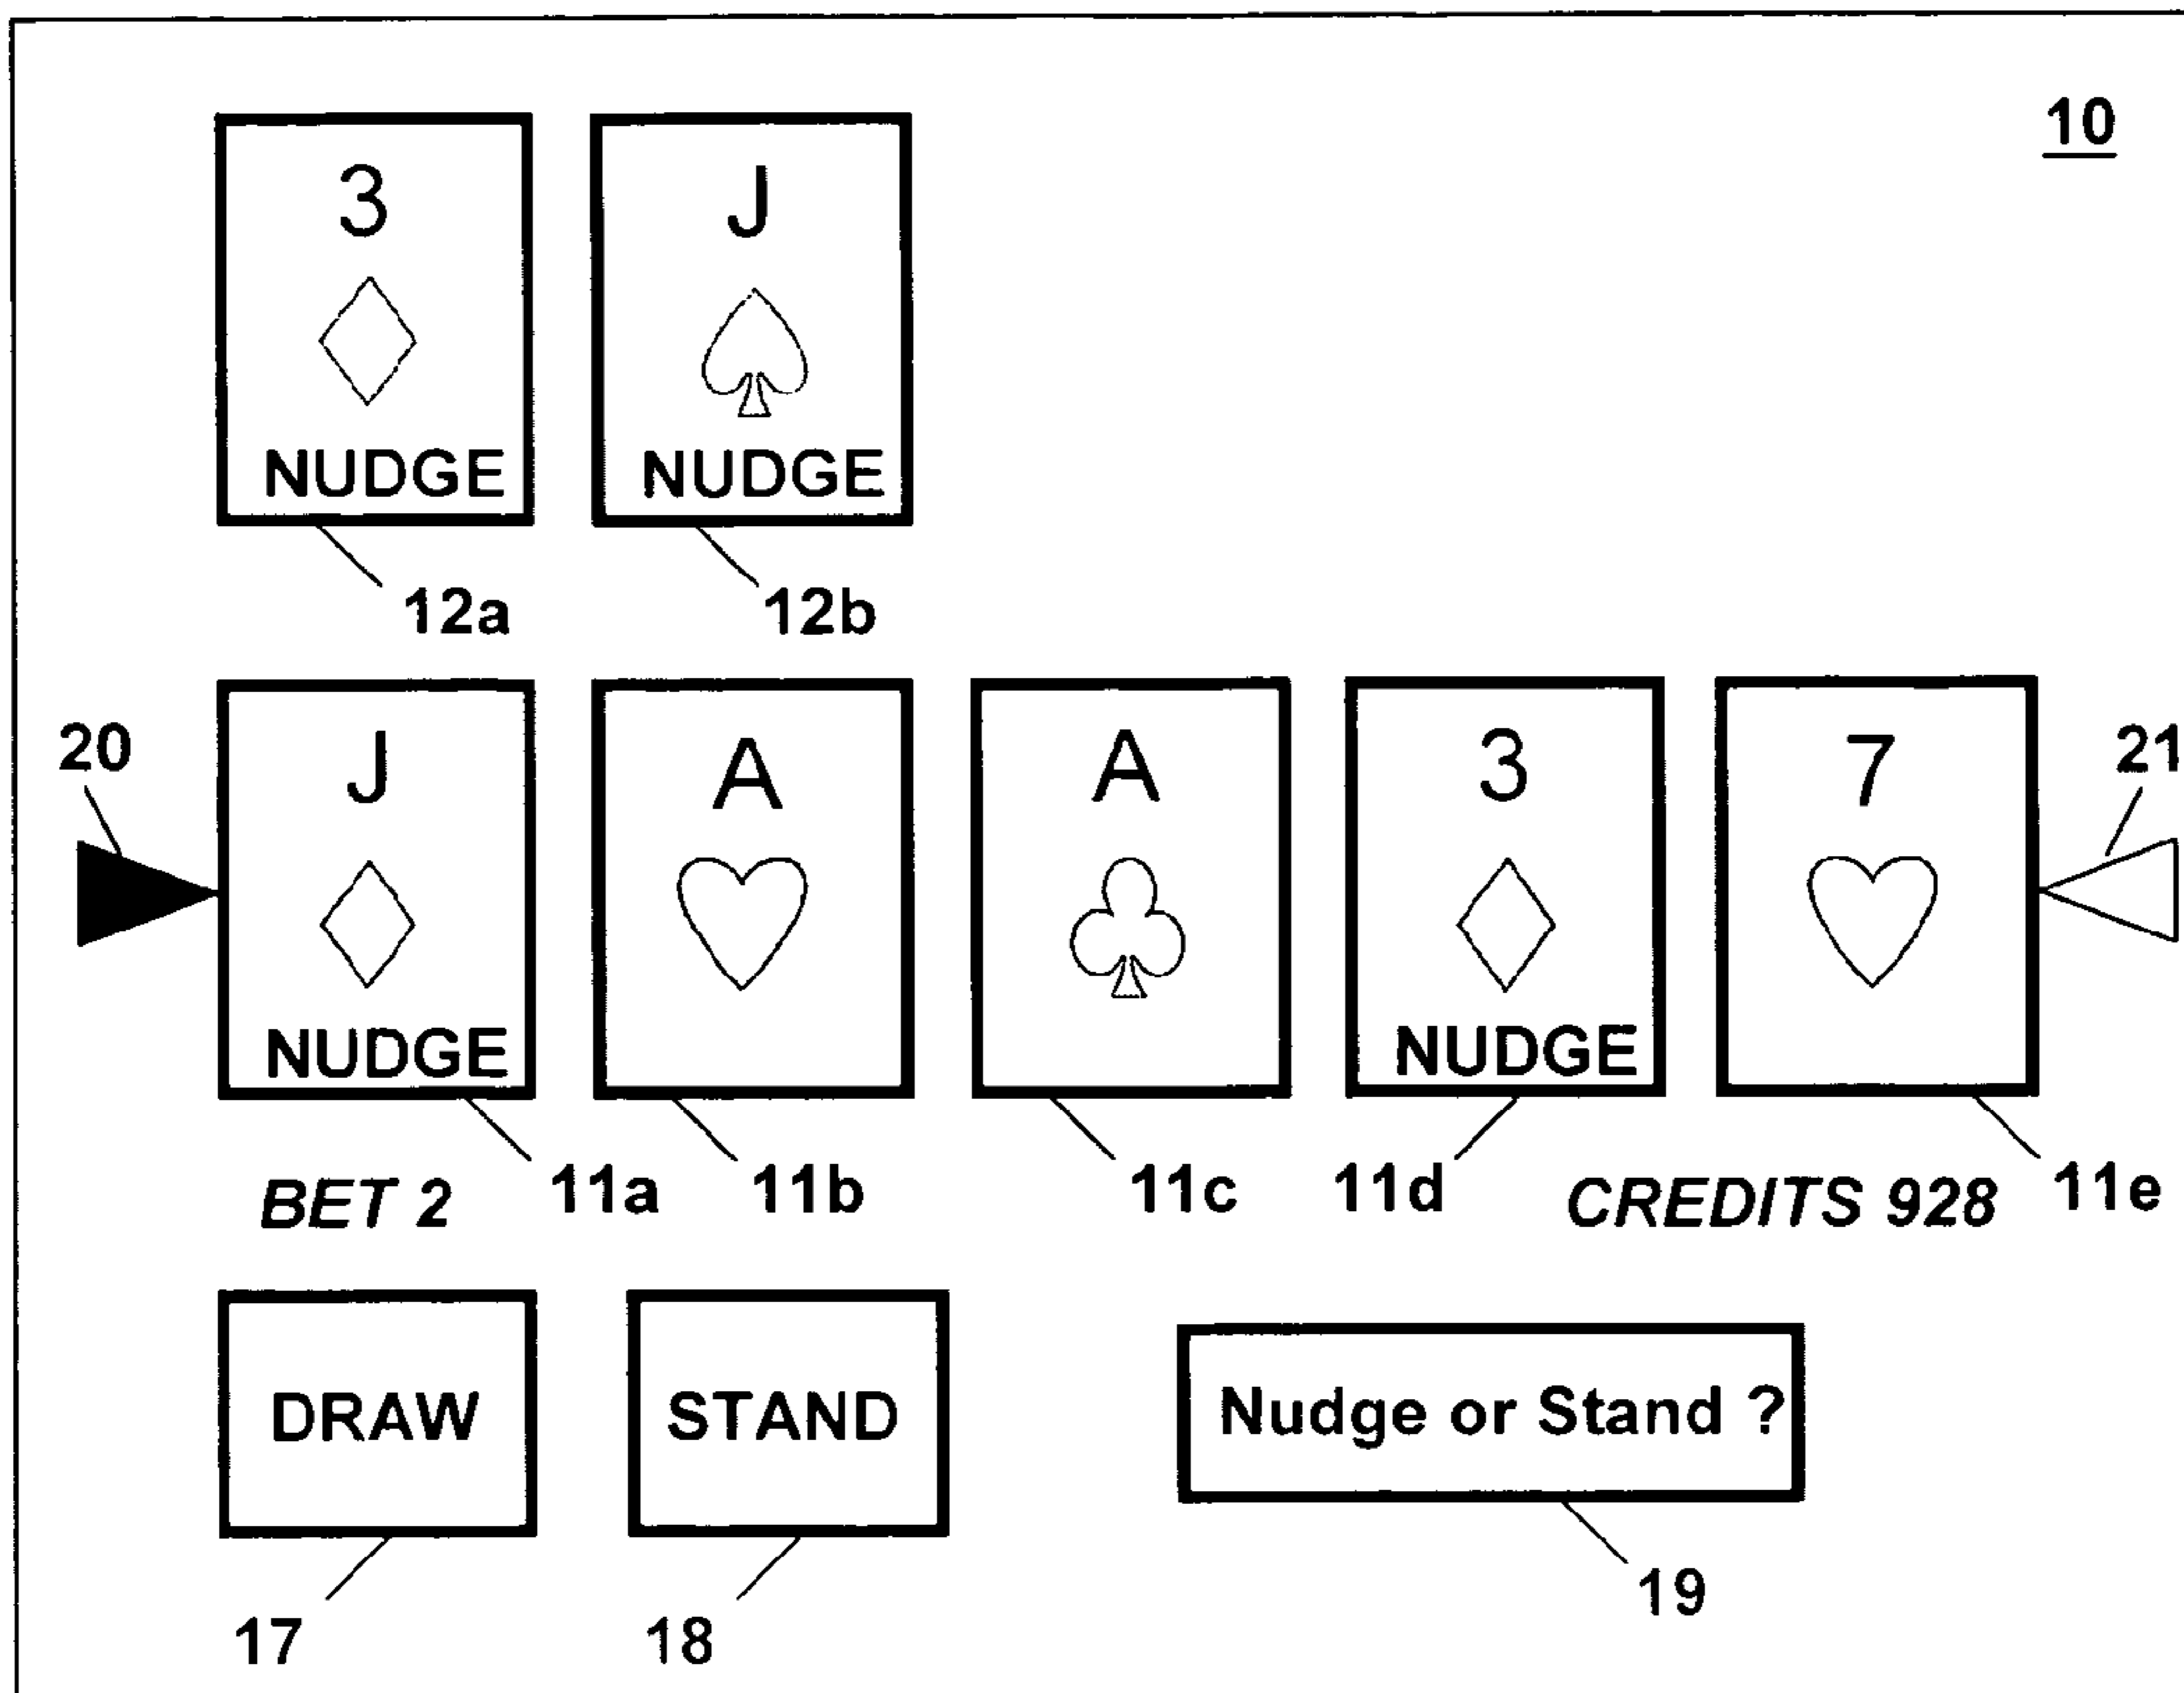 10
3 J
NUDGE NUDGE
12a 12b
20 J A A 3 7 21
NUDGE NUDGE
11a 11b 11c 11d 11e
BET 2 CREDITS 928
DRAW STAND Nudge or Stand ?
17 18 19